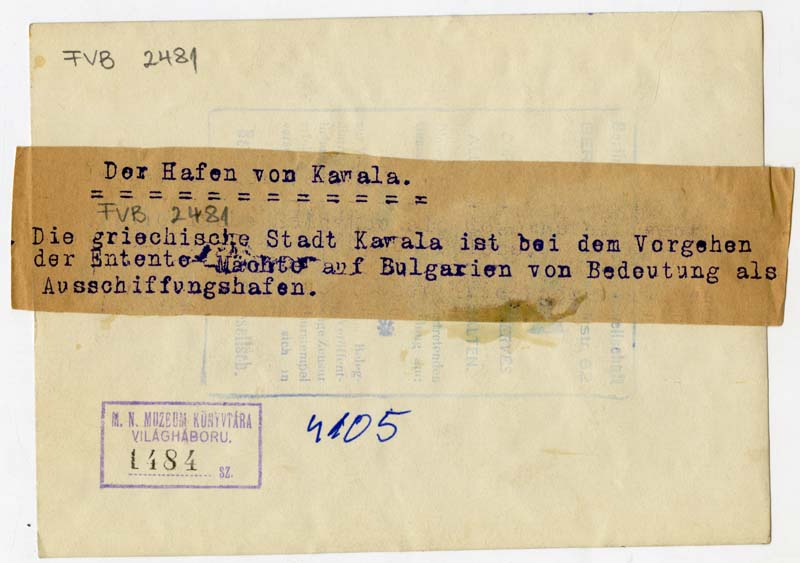 FVB 2481
Der Hafen von Kawala.
= = = = = = = = = = = =
FVB 2481
Die griechische Stadt Kawala ist bei dem Vorgehen
der Entente-Mächte auf Bulgarien von Bedeutung als
Ausschiffungshafen.
M. N. MUZEUM KÖNYVTÁRA
VILÁGHÁBORU.
1484 SZ.
4105